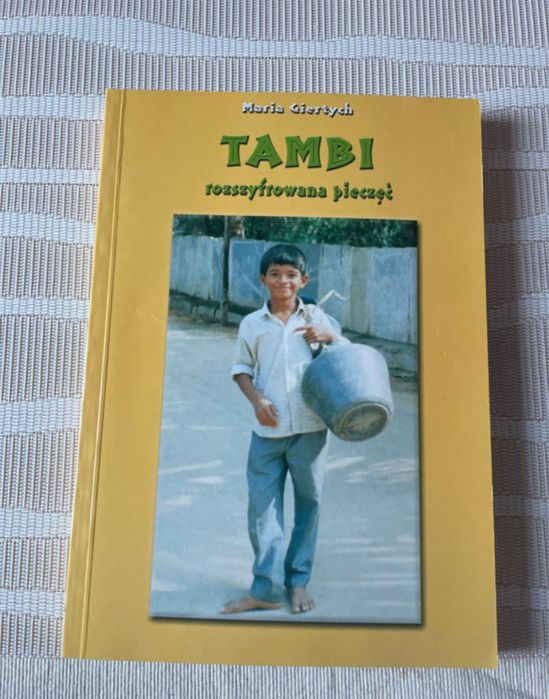 Maria Giertych
TAMBI
rozszyfrowana pieczęć